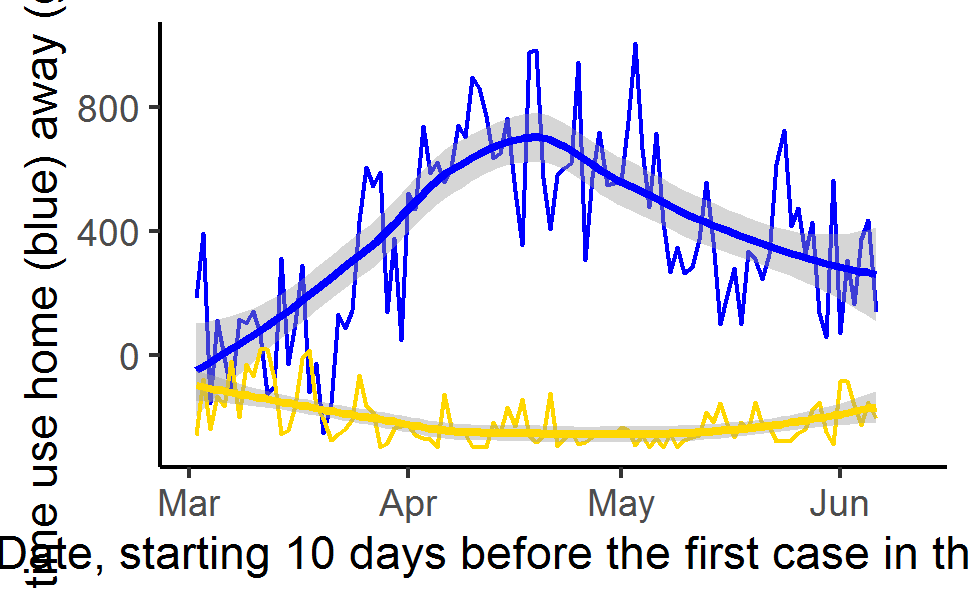 time use home (blue) away (
800
400
0
Mar Apr May Jun
Date, starting 10 days before the first case in th